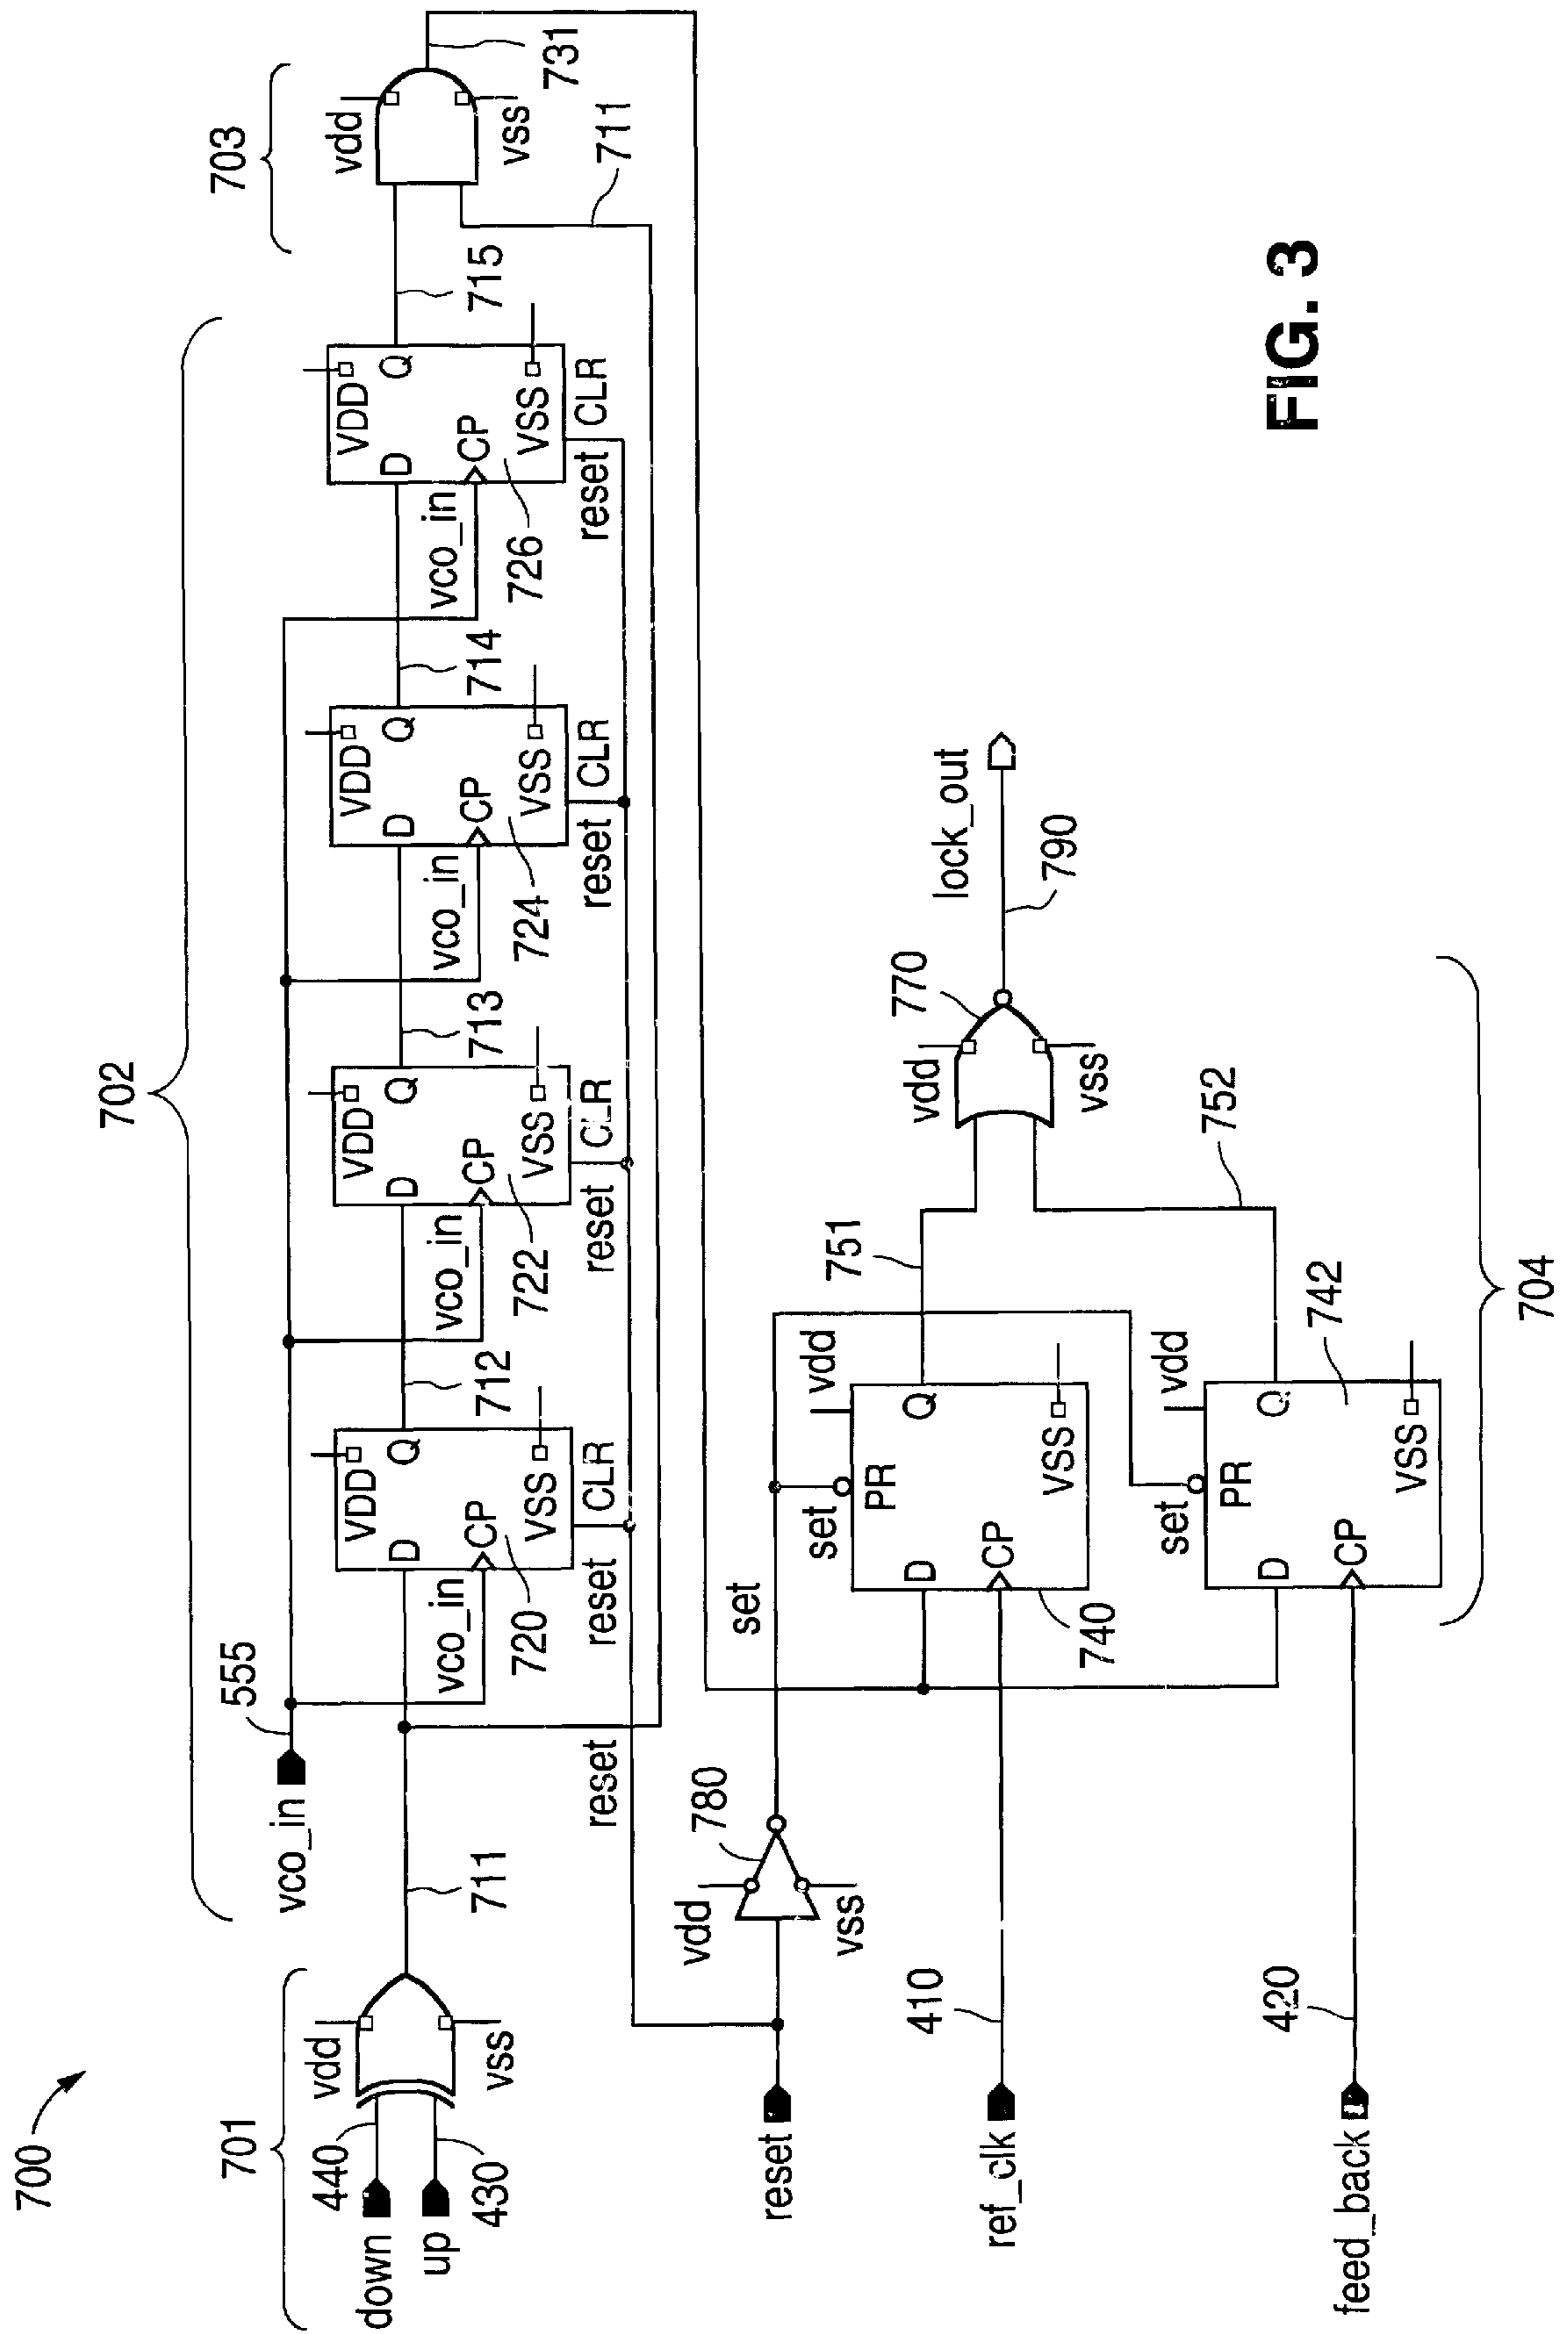 700
701
702
703
vco_in
555
down
440
up
430
vdd
vss
711
vco_in
720
D
VDD
Q
CP
VSS
CLR
reset
712
vco_in
722
D
VDD
Q
CP
VSS
CLR
reset
713
vco_in
724
D
VDD
Q
CP
VSS
CLR
reset
714
vco_in
726
D
VDD
Q
CP
VSS
CLR
reset
715
vdd
vss
731
711
reset
reset
vdd
vss
780
set
set
vdd
PR
D
Q
CP
VSS
740
751
ref_clk
410
set
vdd
PR
D
Q
CP
VSS
742
752
feed_back
420
vdd
vss
770
lock_out
790
704
FIG. 3